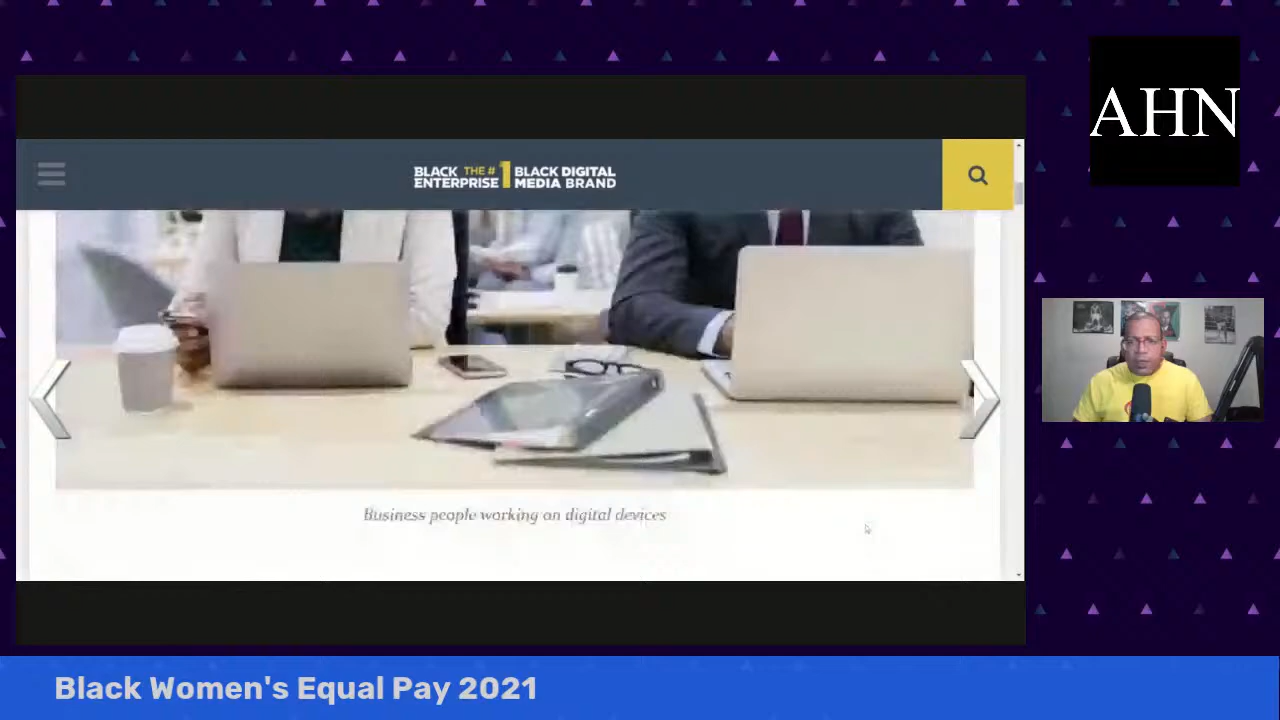 AHN
BLACK THE # 1 BLACK DIGITAL
ENTERPRISE MEDIA BRAND
Business people working on digital devices
Black Women's Equal Pay 2021